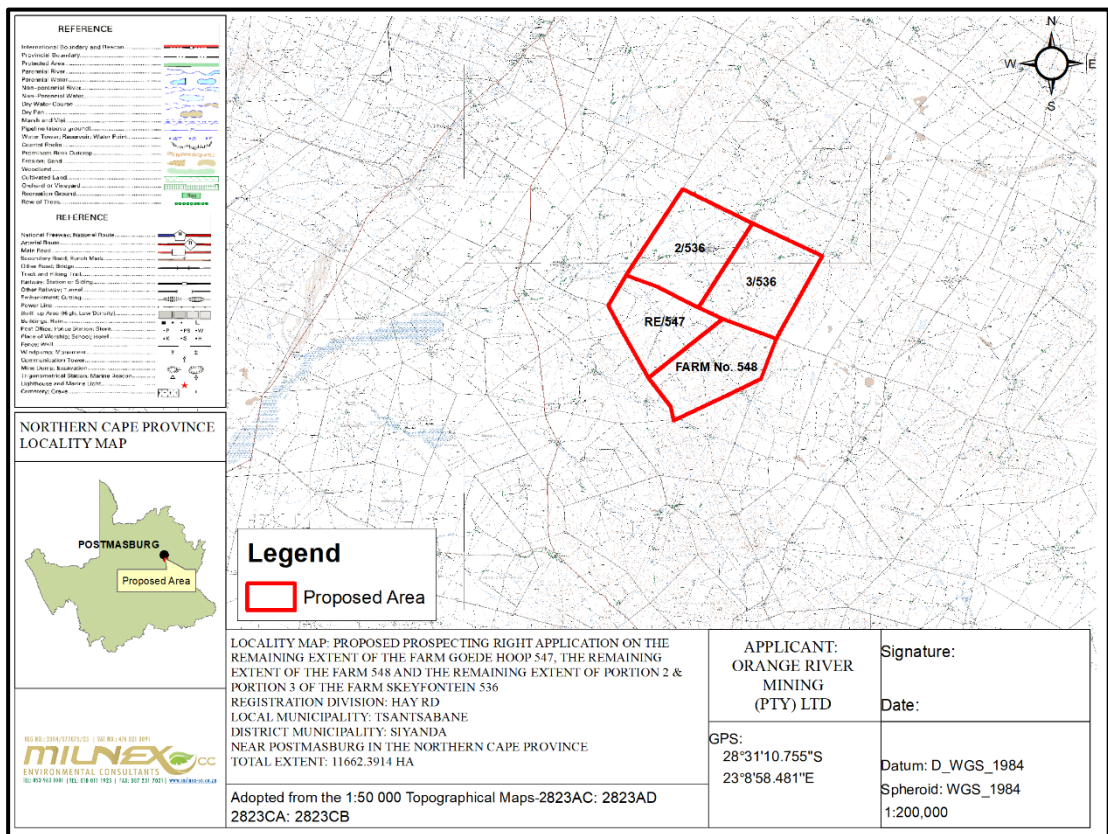 REFERENCE
International Boundary and Beacon
Provincial Boundary
Protected Area
Perennial River
Perennial Water
Non-perennial River
Non-Perennial Water
Dry Water Course
Dry Pan
Marsh and Vlei
Pipeline (above ground)
Water Tower; Reservoir; Water Point
Coastal Rocks
Prominent Rock Outcrop
Erosion; Sand
Woodland
Cultivated Land
Orchard or Vineyard
Recreation Ground
Row of Trees
REFERENCE
National Freeway; National Route
Arterial Route
Main Road
Secondary Road; Bench Mark
Other Road; Bridge
Track and Hiking Trail
Railway; Station or Siding
Other Railway; Tunnel
Embankment; Cutting
Power Line
Built-up Area (High, Low Density)
Buildings; Ruin
Post Office; Police Station; Store
Place of Worship; School; Hotel
Fence; Wall
Windpump; Monument
Communication Tower
Mine Dump; Excavation
Trigonometrical Station; Marine Beacon
Lighthouse and Marine Light
Cemetery; Grave
N
W
E
S
2/536
3/536
RE/547
FARM No. 548
NORTHERN CAPE PROVINCE
LOCALITY MAP
POSTMASBURG
Proposed Area
Legend
Proposed Area
LOCALITY MAP: PROPOSED PROSPECTING RIGHT APPLICATION ON THE
REMAINING EXTENT OF THE FARM GOEDE HOOP 547, THE REMAINING
EXTENT OF THE FARM 548 AND THE REMAINING EXTENT OF PORTION 2 &
PORTION 3 OF THE FARM SKEYFONTEIN 536
REGISTRATION DIVISION: HAY RD
LOCAL MUNICIPALITY: TSANTSABANE
DISTRICT MUNICIPALITY: SIYANDA
NEAR POSTMASBURG IN THE NORTHERN CAPE PROVINCE
TOTAL EXTENT: 11662.3914 HA
Adopted from the 1:50 000 Topographical Maps-2823AC: 2823AD
2823CA: 2823CB
APPLICANT:
ORANGE RIVER
MINING
(PTY) LTD
GPS:
28°31'10.755"S
23°8'58.481"E
Signature:
Date:
Datum: D_WGS_1984
Spheroid: WGS_1984
1:200,000
MILNEX CC
ENVIRONMENTAL CONSULTANTS